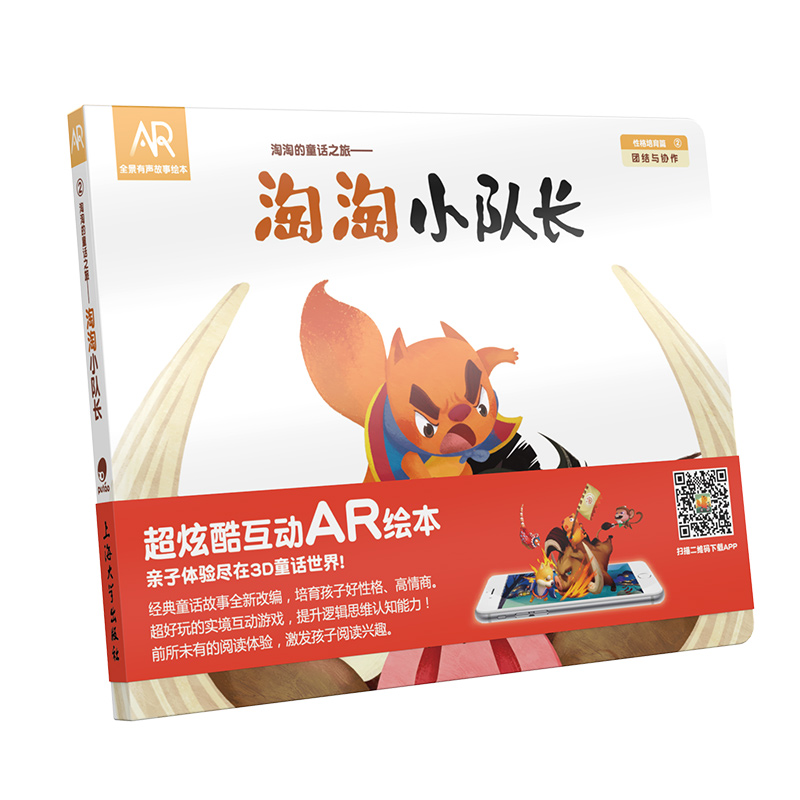 AR
全景有声故事绘本
淘淘的童话之旅——
淘淘小队长
性格培育篇 ②
团结与协作
AR
② 淘淘的童话之旅——淘淘小队长
putao
上海大学出版社
超炫酷互动AR绘本
亲子体验尽在3D童话世界!
经典童话故事全新改编，培育孩子好性格、高情商。
超好玩的实境互动游戏，提升逻辑思维认知能力！
前所未有的阅读体验，激发孩子阅读兴趣。
扫描二维码下载APP